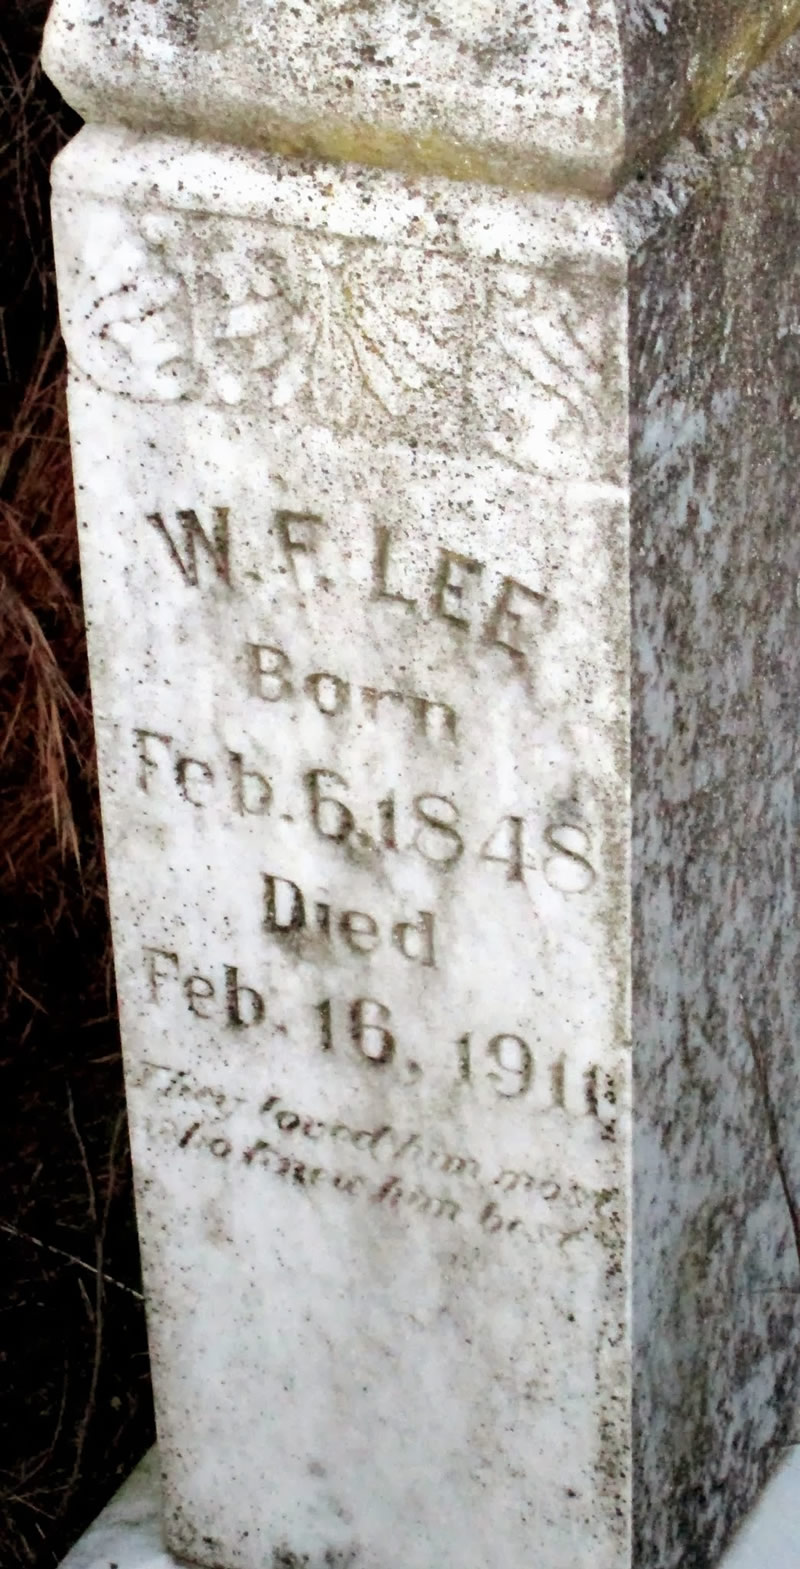 W. F. LEE
Born
Feb. 6, 1848
Died
Feb. 16, 1911
They loved him most
who knew him best